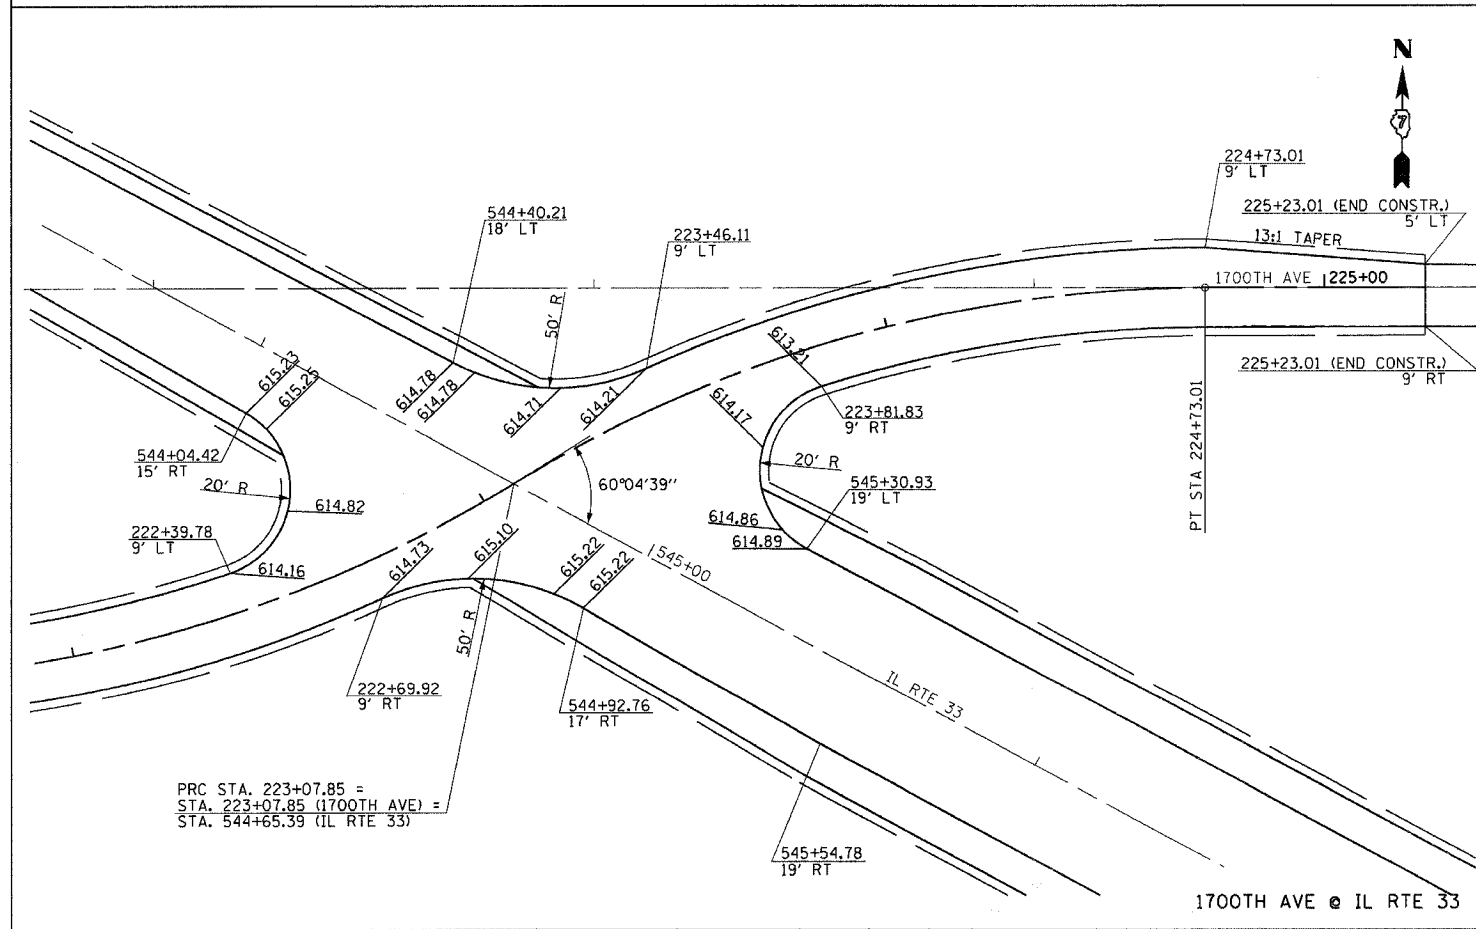 N
7
224+73.01
9' LT
225+23.01 (END CONSTR.)
5' LT
13:1 TAPER
544+40.21
18' LT
223+46.11
9' LT
1700TH AVE
225+00
50' R
613.21
615.23
615.25
614.78
614.78
614.71
614.21
614.17
225+23.01 (END CONSTR.)
9' RT
223+81.83
9' RT
544+04.42
15' RT
20' R
20' R
PT STA 224+73.01
60°04'39"
545+30.93
19' LT
614.82
222+39.78
9' LT
614.16
614.86
614.89
614.73
615.10
615.22
615.22
545+00
50' R
222+69.92
9' RT
544+92.76
17' RT
IL RTE 33
PRC STA. 223+07.85 =
STA. 223+07.85 (1700TH AVE) =
STA. 544+65.39 (IL RTE 33)
545+54.78
19' RT
1700TH AVE @ IL RTE 33